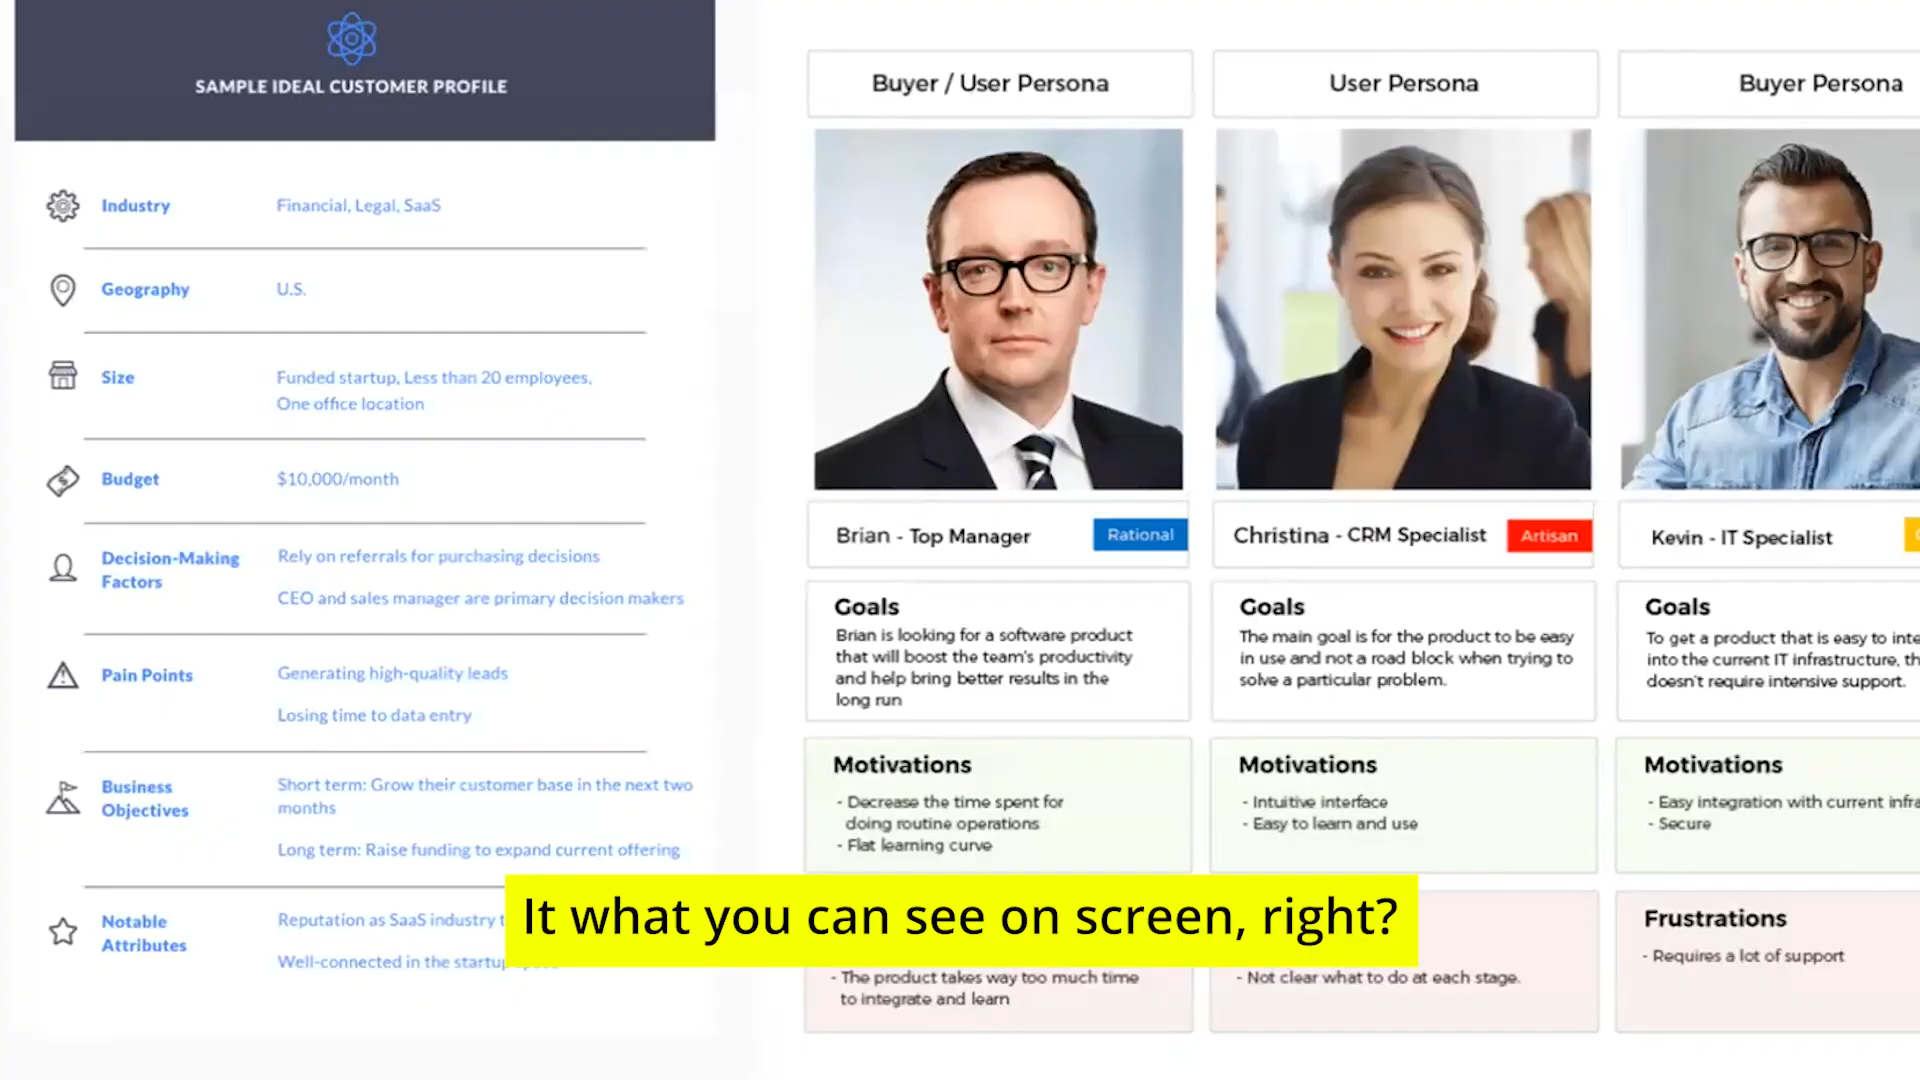 SAMPLE IDEAL CUSTOMER PROFILE
Industry
Financial, Legal, SaaS
Geography
U.S.
Size
Funded startup, Less than 20 employees,
One office location
Budget
$10,000/month
Decision-Making
Factors
Rely on referrals for purchasing decisions
CEO and sales manager are primary decision makers
Pain Points
Generating high-quality leads
Losing time to data entry
Business
Objectives
Short term: Grow their customer base in the next two
months
Long term: Raise funding to expand current offering
Notable
Attributes
Reputation as SaaS industry
Well-connected in the startup
Buyer / User Persona
Brian - Top Manager
Rational
Goals
Brian is looking for a software product
that will boost the team's productivity
and help bring better results in the
long run
Motivations
- Decrease the time spent for
doing routine operations
- Flat learning curve
- The product takes way too much time
to integrate and learn
User Persona
Christina - CRM Specialist
Artisan
Goals
The main goal is for the product to be easy
in use and not a road block when trying to
solve a particular problem.
Motivations
- Intuitive interface
- Easy to learn and use
- Not clear what to do at each stage.
Buyer Persona
Kevin - IT Specialist
Goals
To get a product that is easy to
into the current IT infrastructure,
doesn't require intensive support.
Motivations
- Easy integration with current
- Secure
Frustrations
- Requires a lot of support
It what you can see on screen, right?